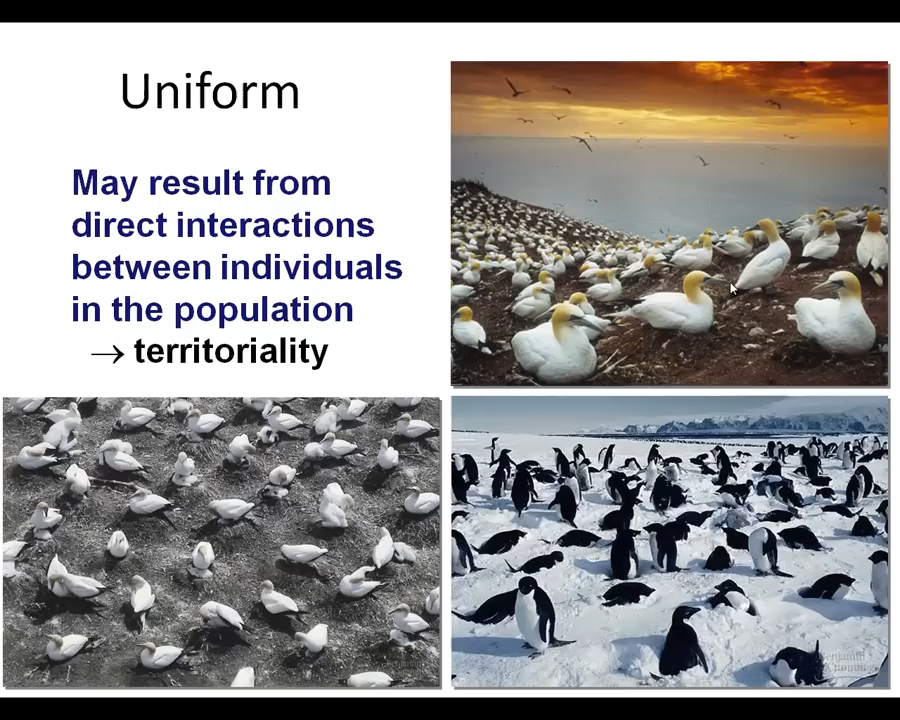 Uniform
May result from
direct interactions
between individuals
in the population
→ territoriality